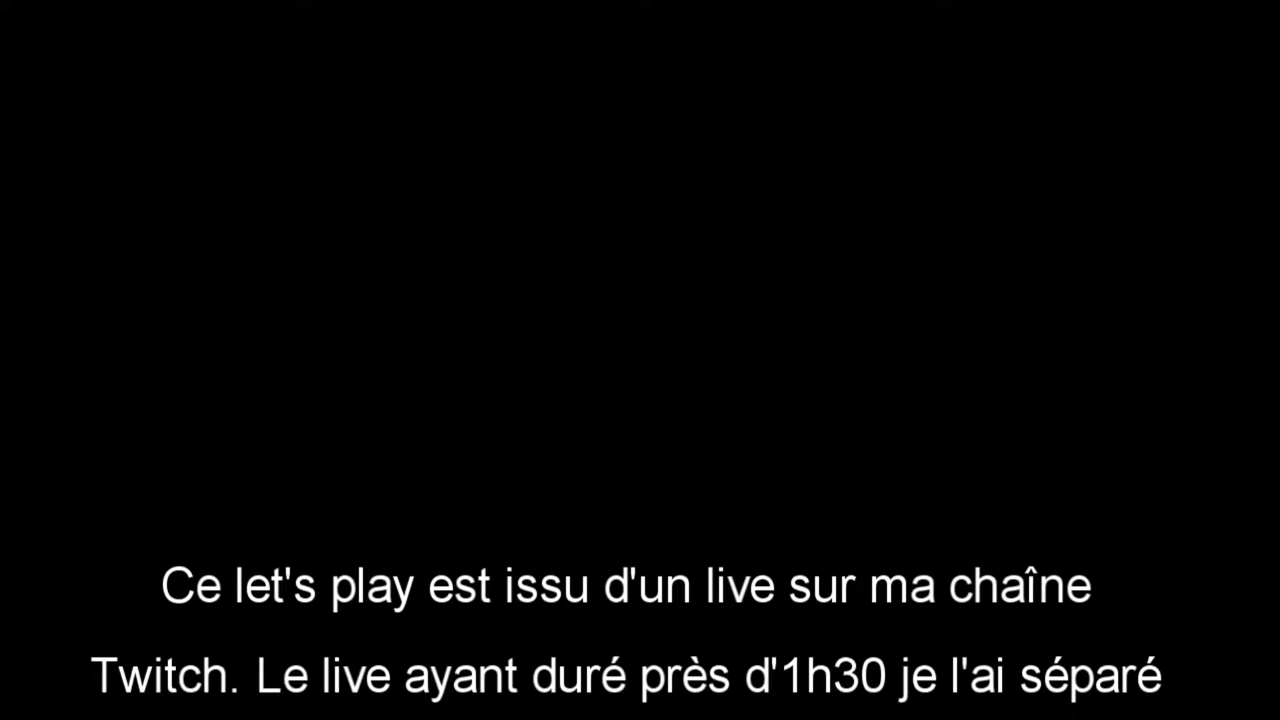 Ce let's play est issu d'un live sur ma chaîne
Twitch. Le live ayant duré près d'1h30 je l'ai séparé